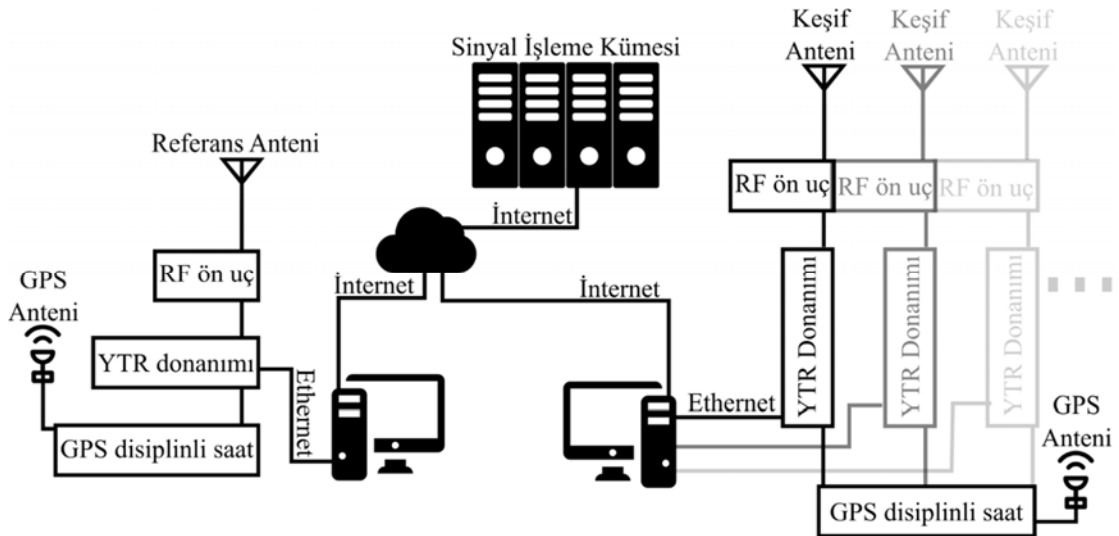 Sinyal İşleme Kümesi
Referans Anteni
RF ön uç
GPS
Anteni
YTR donanımı
GPS disiplinli saat
Ethernet
İnternet
İnternet
İnternet
Keşif
Anteni
Keşif
Anteni
Keşif
Anteni
RF ön uç
RF ön uç
RF ön uç
YTR Donanımı
YTR Donanımı
YTR Donanımı
Ethernet
GPS
Anteni
GPS disiplinli saat